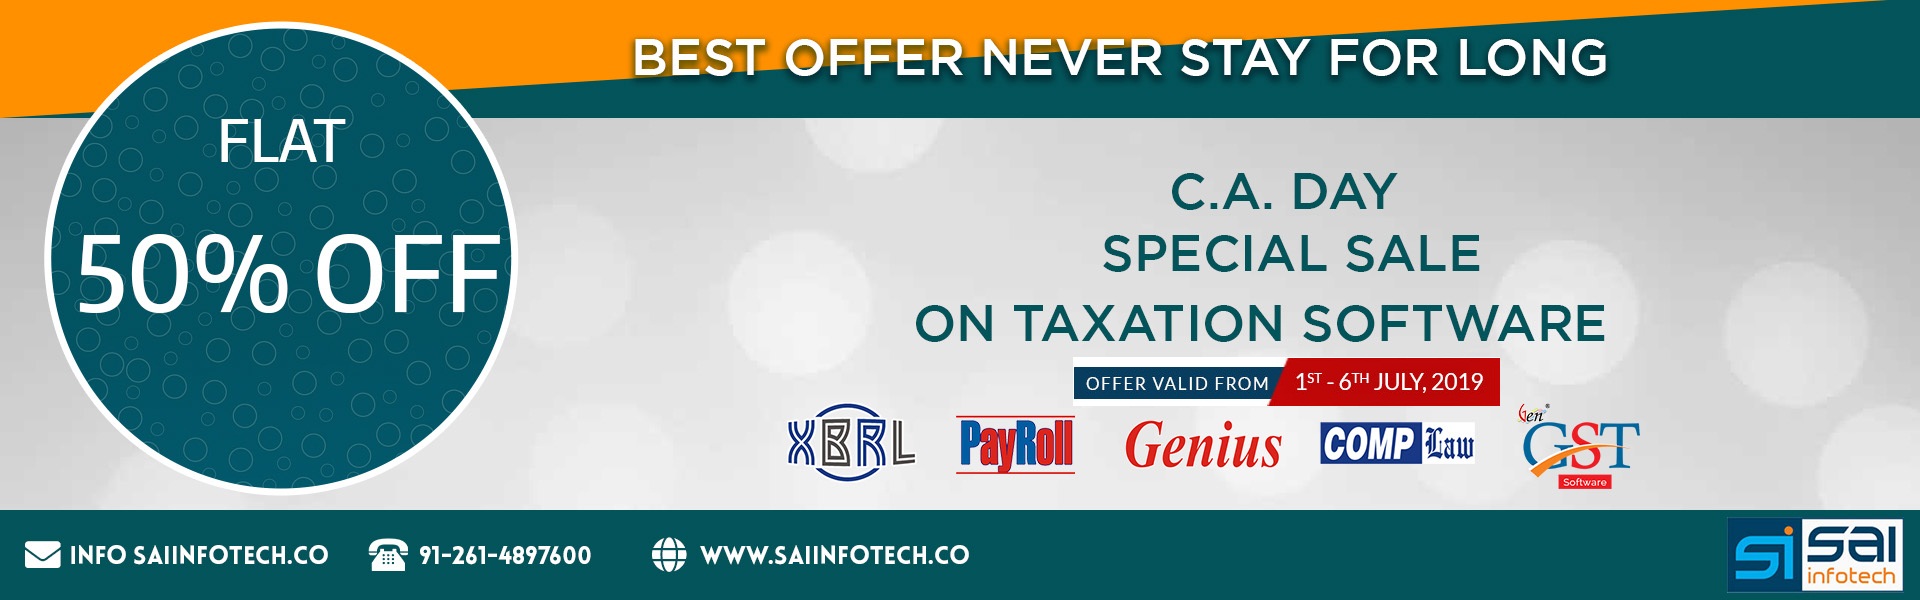 BEST OFFER NEVER STAY FOR LONG
FLAT
50% OFF
C.A. DAY
SPECIAL SALE
ON TAXATION SOFTWARE
OFFER VALID FROM 1ST - 6TH JULY, 2019
XBRL PayRoll Genius COMP Law Gen® GST Software
INFO SAIINFOTECH.CO 91-261-4897600 WWW.SAIINFOTECH.CO
Si SAI infotech